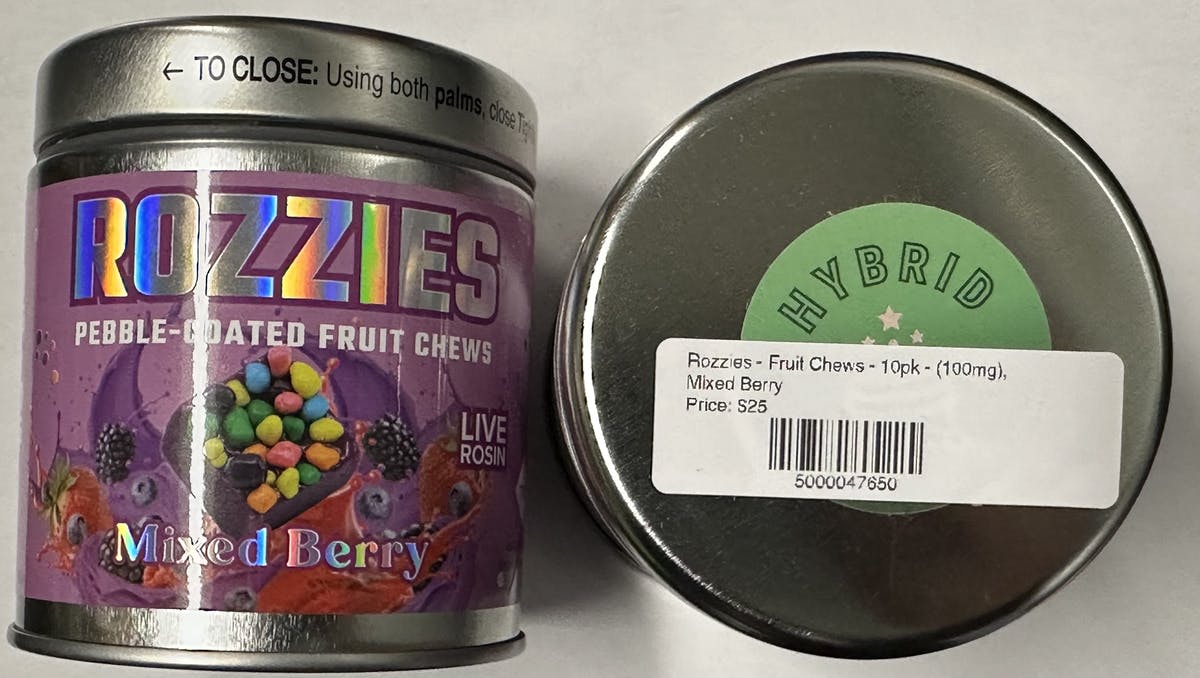 ← TO CLOSE: Using both palms, close
ROZZIES
PEBBLE-COATED FRUIT CHEWS
LIVE
ROSIN
Mixed Berry
HYBRID
Rozzies - Fruit Chews - 10pk - (100mg),
Mixed Berry
Price: $25
5000047650